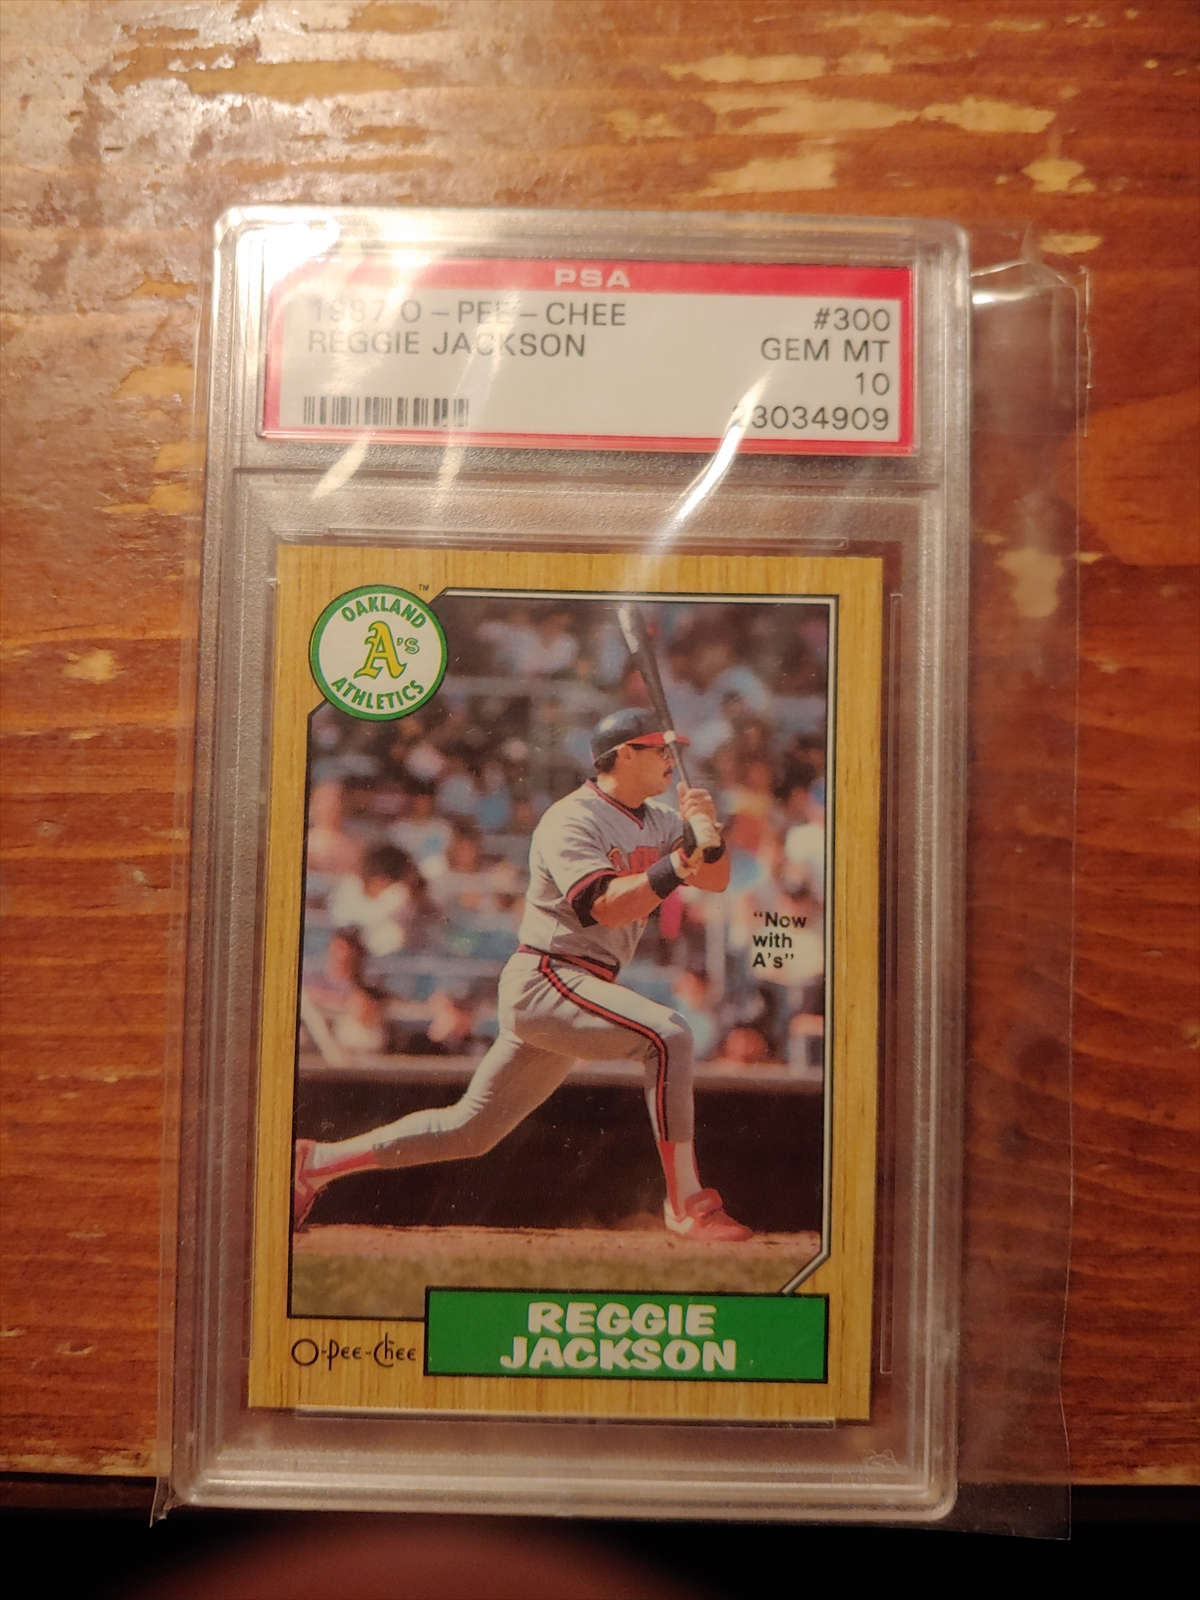 PSA
1987 O-PEE-CHEE
#300
REGGIE JACKSON
GEM MT
10
23034909
OAKLAND
A's
ATHLETICS
™
"Now
with
A's"
O-Pee-Chee
REGGIE
JACKSON